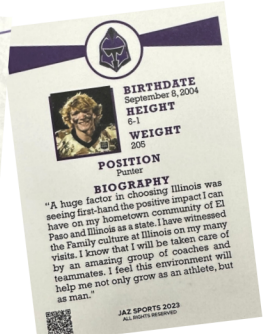 BIRTHDATE
September 8, 2004
HEIGHT
6-1
WEIGHT
205
POSITION
Punter
BIOGRAPHY
"A huge factor in choosing Illinois was
seeing first-hand the positive impact I can
have on my hometown community of El
Paso and Illinois as a state. I have witnessed
the Family culture at Illinois on my many
visits. I know that I will be taken care of
by an amazing group of coaches and
teammates. I feel this environment will
help me not only grow as an athlete, but
as man."
JAZ SPORTS 2023
ALL RIGHTS RESERVED